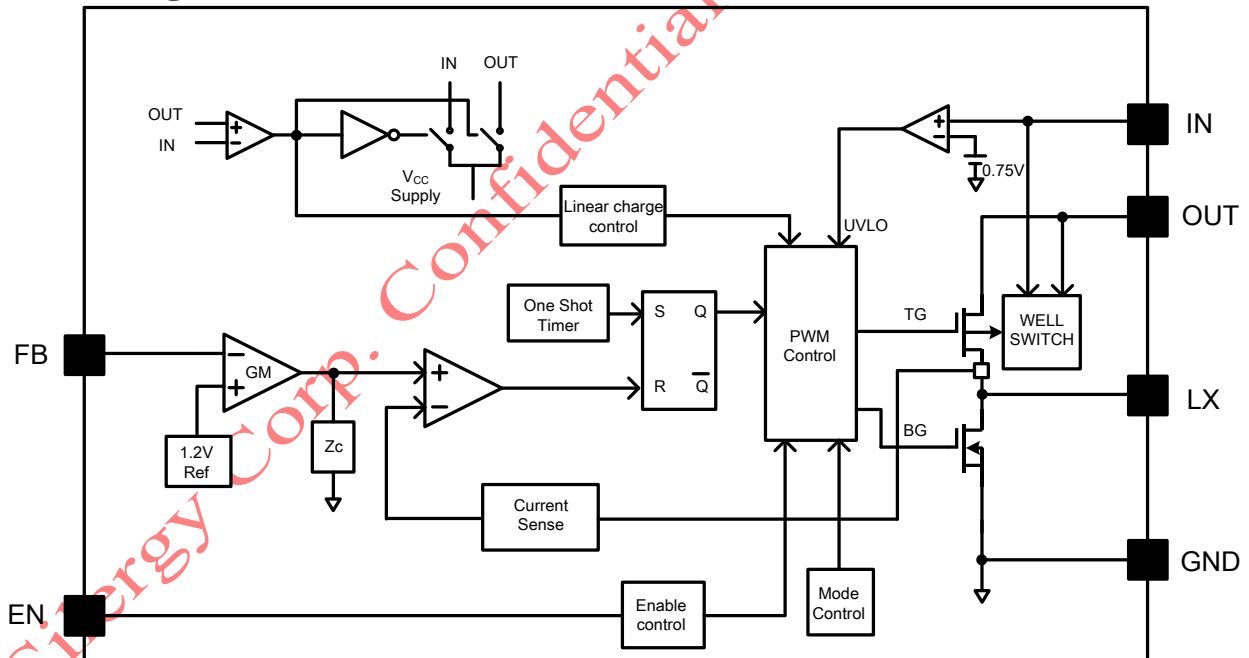 IN
OUT
OUT
IN
+
−
VCC
Supply
+
−
0.75V
IN
Linear charge
control
UVLO
OUT
One Shot
Timer
S
Q
R
Q
PWM
Control
TG
WELL
SWITCH
FB
−
+
GM
+
−
LX
BG
1.2V
Ref
Zc
Current
Sense
GND
EN
Enable
control
Mode
Control
Silergy Corp. Confidential